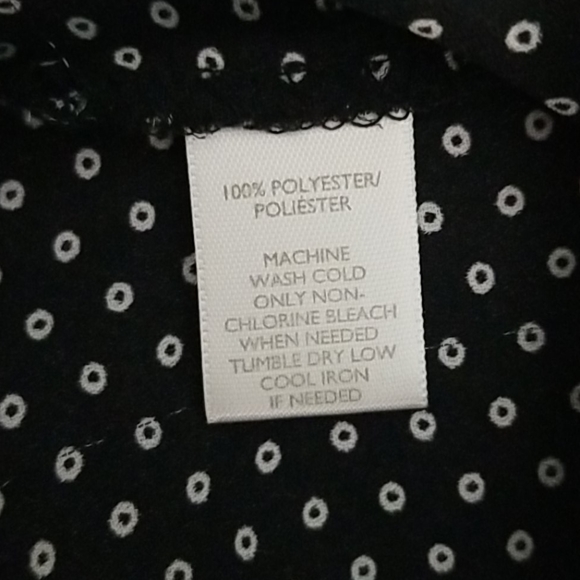 100% POLYESTER/
POLIÉSTER
MACHINE
WASH COLD
ONLY NON-
CHLORINE BLEACH
WHEN NEEDED
TUMBLE DRY LOW
COOL IRON
IF NEEDED